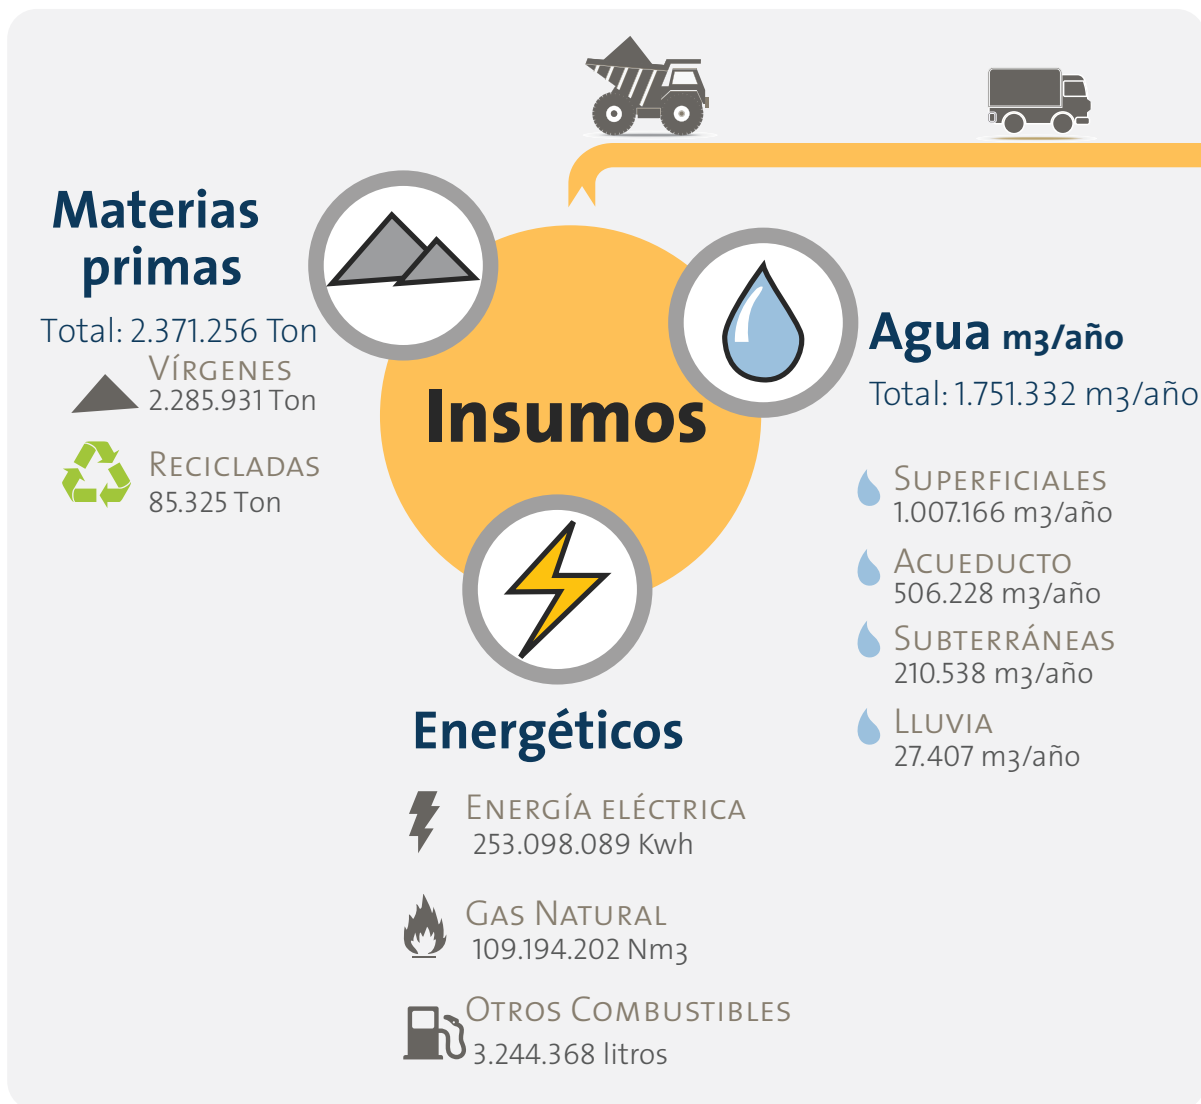 Materias
primas
Total: 2.371.256 Ton
VÍRGENES
2.285.931 Ton
RECICLADAS
85.325 Ton
Insumos
Agua m3/año
Total: 1.751.332 m3/año
SUPERFICIALES
1.007.166 m3/año
ACUEDUCTO
506.228 m3/año
SUBTERRÁNEAS
210.538 m3/año
LLUVIA
27.407 m3/año
Energéticos
ENERGÍA ELÉCTRICA
253.098.089 Kwh
GAS NATURAL
109.194.202 Nm3
OTROS COMBUSTIBLES
3.244.368 litros